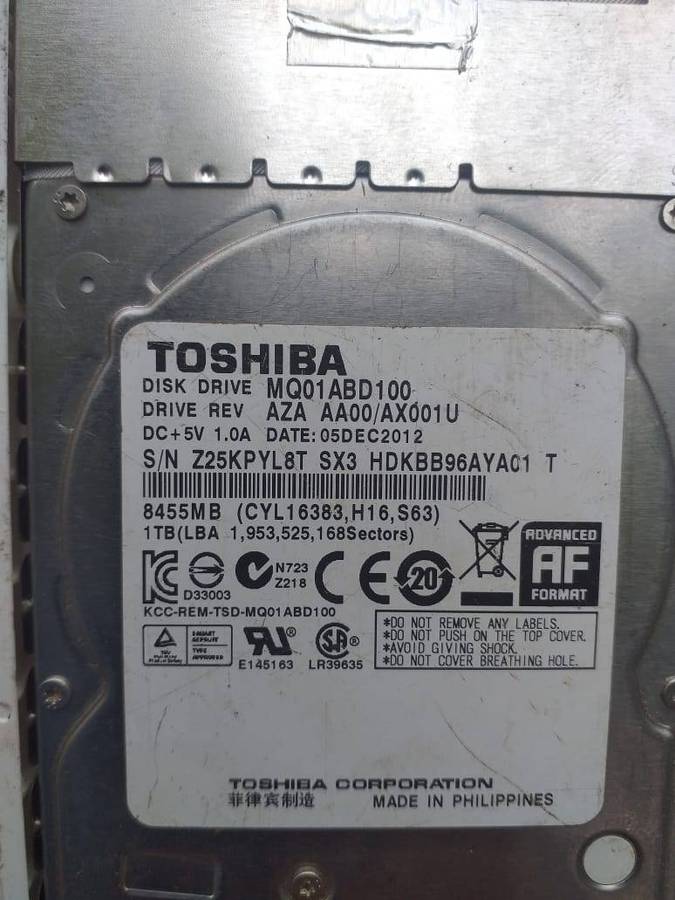 TOSHIBA
DISK DRIVE MQ01ABD100
DRIVE REV AZA AA00/AX001U
DC+5V 1.0A DATE:05DEC2012
S/N Z25KPYL8T SX3 HDKBB96AYA01 T
8455MB (CYL16383,H16,S63)
1TB(LBA 1,953,525,168Sectors)
D33003
N723
Z218
20
ADVANCED
AF
FORMAT
KCC-REM-TSD-MQ01ABD100
E145163
LR39635
*DO NOT REMOVE ANY LABELS.
*DO NOT PUSH ON THE TOP COVER.
*AVOID GIVING SHOCK.
*DO NOT COVER BREATHING HOLE.
TOSHIBA CORPORATION
菲律宾制造 MADE IN PHILIPPINES